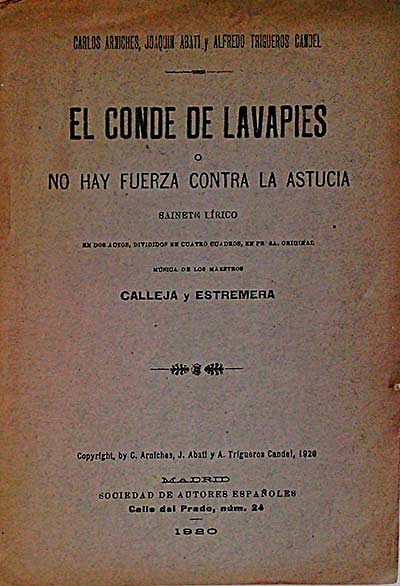 CARLOS ARNICHES, JOAQUIN ABATI y ALFREDO TRIGUEROS CANDEL
EL CONDE DE LAVAPIES
O
NO HAY FUERZA CONTRA LA ASTUCIA
SAINETE LÍRICO
EN DOS ACTOS, DIVIDIDOS EN CUATRO CUADROS, EN PROSA. ORIGINAL
MÚSICA DE LOS MAESTROS
CALLEJA y ESTREMERA
Copyright, by C. Arniches, J. Abati y A. Trigueros Candel, 1920
MADRID
SOCIEDAD DE AUTORES ESPAÑOLES
Calle del Prado, núm. 24
1920